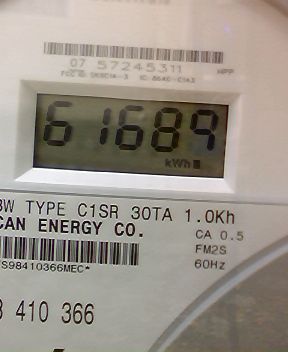 07 57245311
61689
kWh
3W TYPE C1SR 30TA 1.0Kh
CAN ENERGY CO.
CA 0.5
FM2S
60Hz
S98410366MEC*
410 366